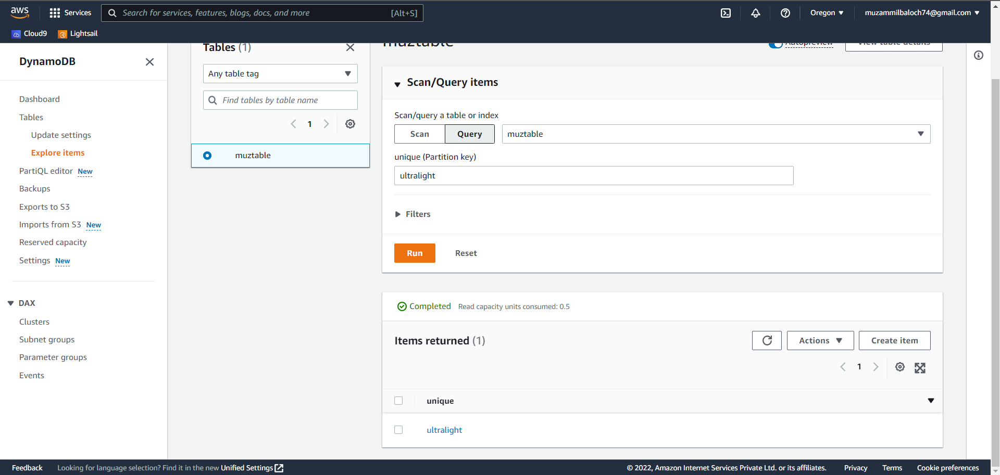 aws
Services
Search for services, features, blogs, docs, and more
[Alt+S]
Oregon
muzammilbaloch74@gmail.com
Cloud9
Lightsail
DynamoDB
Dashboard
Tables
Update settings
Explore items
PartiQL editor New
Backups
Exports to S3
Imports from S3 New
Reserved capacity
Settings New
DAX
Clusters
Subnet groups
Parameter groups
Events
Tables (1)
Any table tag
Find tables by table name
1
muztable
muztable
Autopreview
View table details
Scan/Query items
Scan/query a table or index
Scan
Query
muztable
unique (Partition key)
ultralight
Filters
Run
Reset
Completed
Read capacity units consumed: 0.5
Items returned (1)
Actions
Create item
1
unique
ultralight
Feedback
Looking for language selection? Find it in the new Unified Settings
© 2022, Amazon Internet Services Private Ltd. or its affiliates.
Privacy
Terms
Cookie preferences